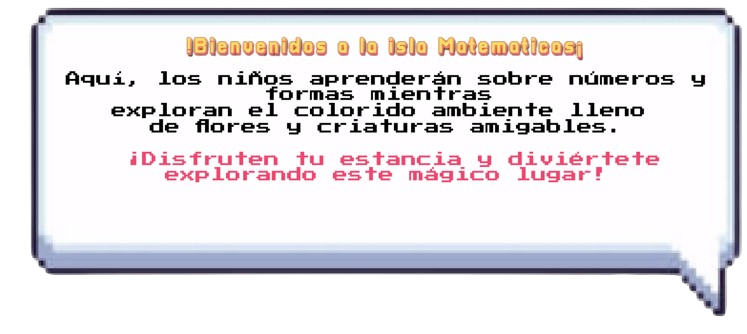 !Bienvenidos a la isla Matematicas¡
Aquí, los niños aprenderán sobre números y
formas mientras
exploran el colorido ambiente lleno
de flores y criaturas amigables.
¡Disfruten tu estancia y diviértete
explorando este mágico lugar!